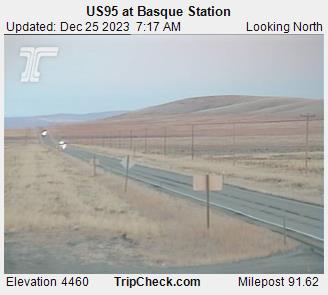 US95 at Basque Station
Updated: Dec 25 2023 7:17 AM Looking North
Elevation 4460 TripCheck.com Milepost 91.62